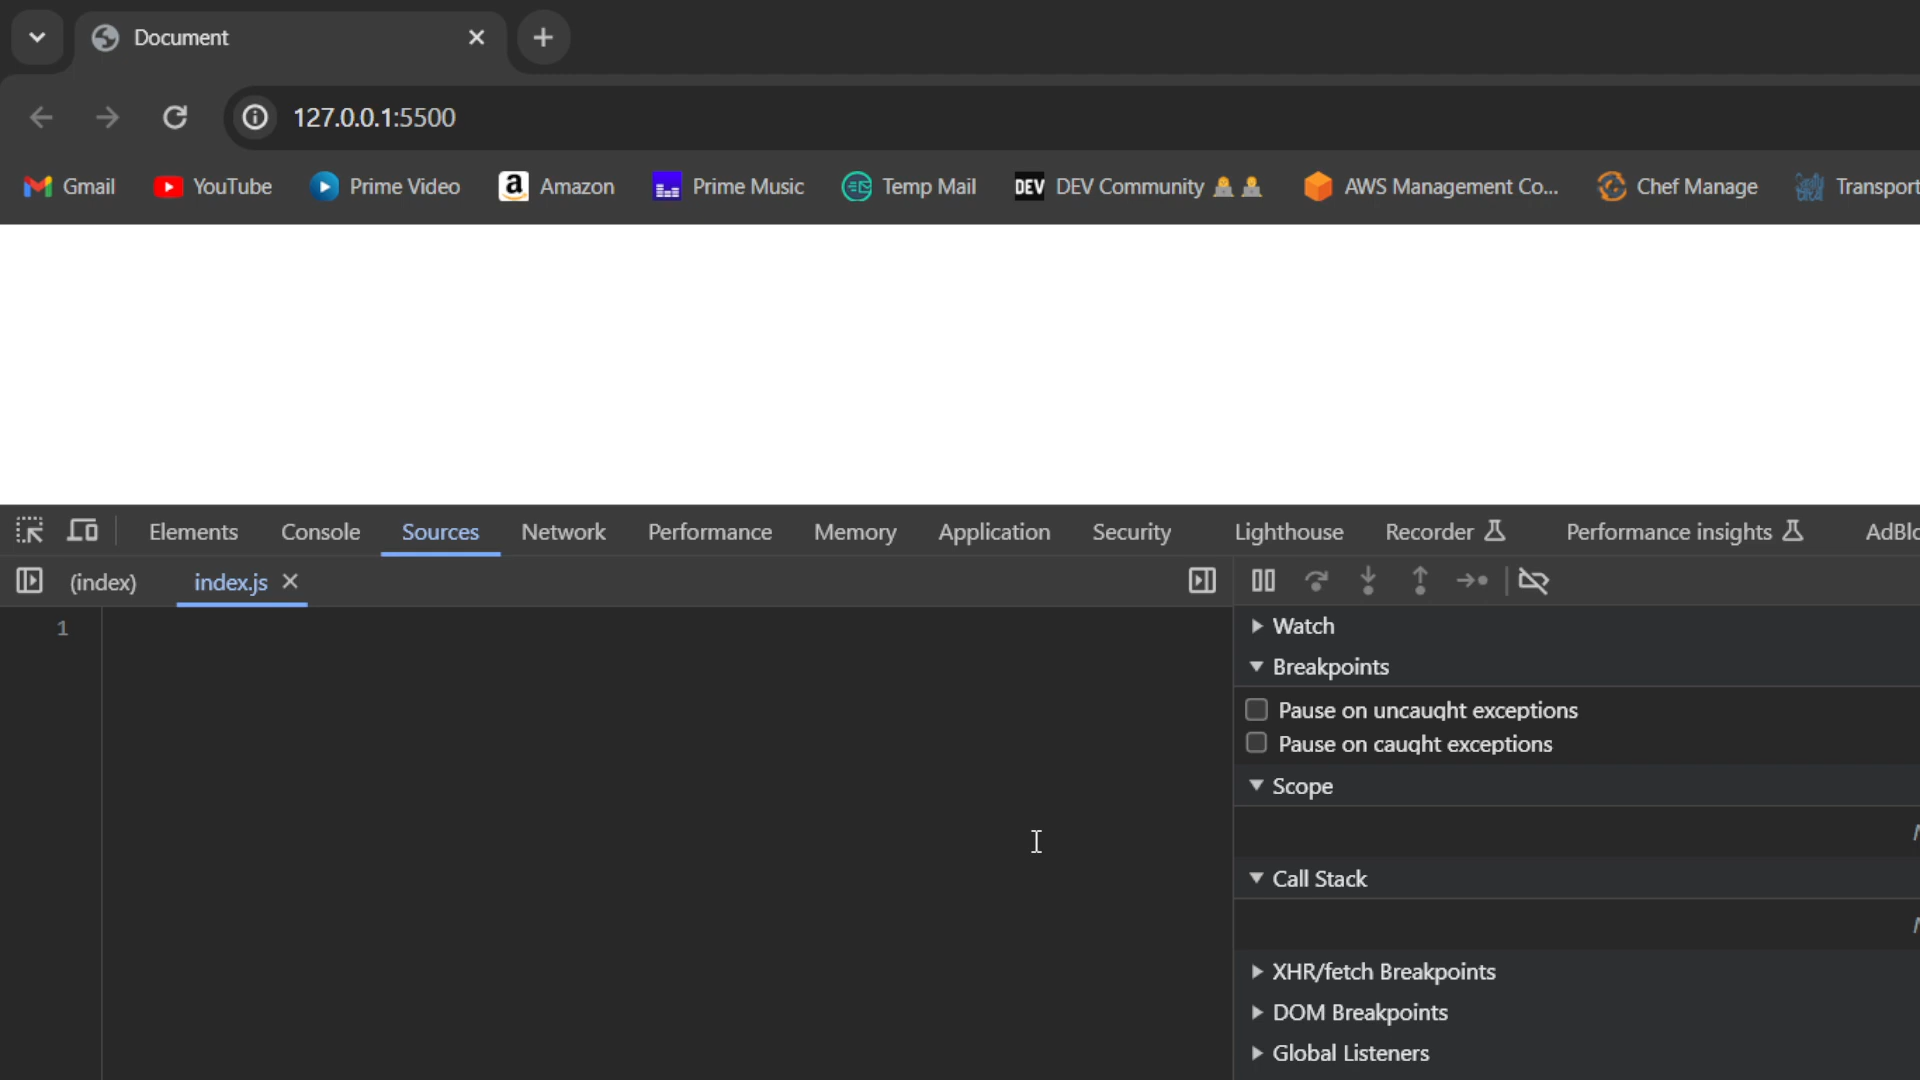 Document
127.0.0.1:5500
Gmail YouTube Prime Video a Amazon Prime Music Temp Mail DEV DEV Community AWS Management Co... Chef Manage Transport
Elements Console Sources Network Performance Memory Application Security Lighthouse Recorder Performance insights AdBlo
(index) index.js
1
Watch
Breakpoints
Pause on uncaught exceptions
Pause on caught exceptions
Scope
Call Stack
XHR/fetch Breakpoints
DOM Breakpoints
Global Listeners